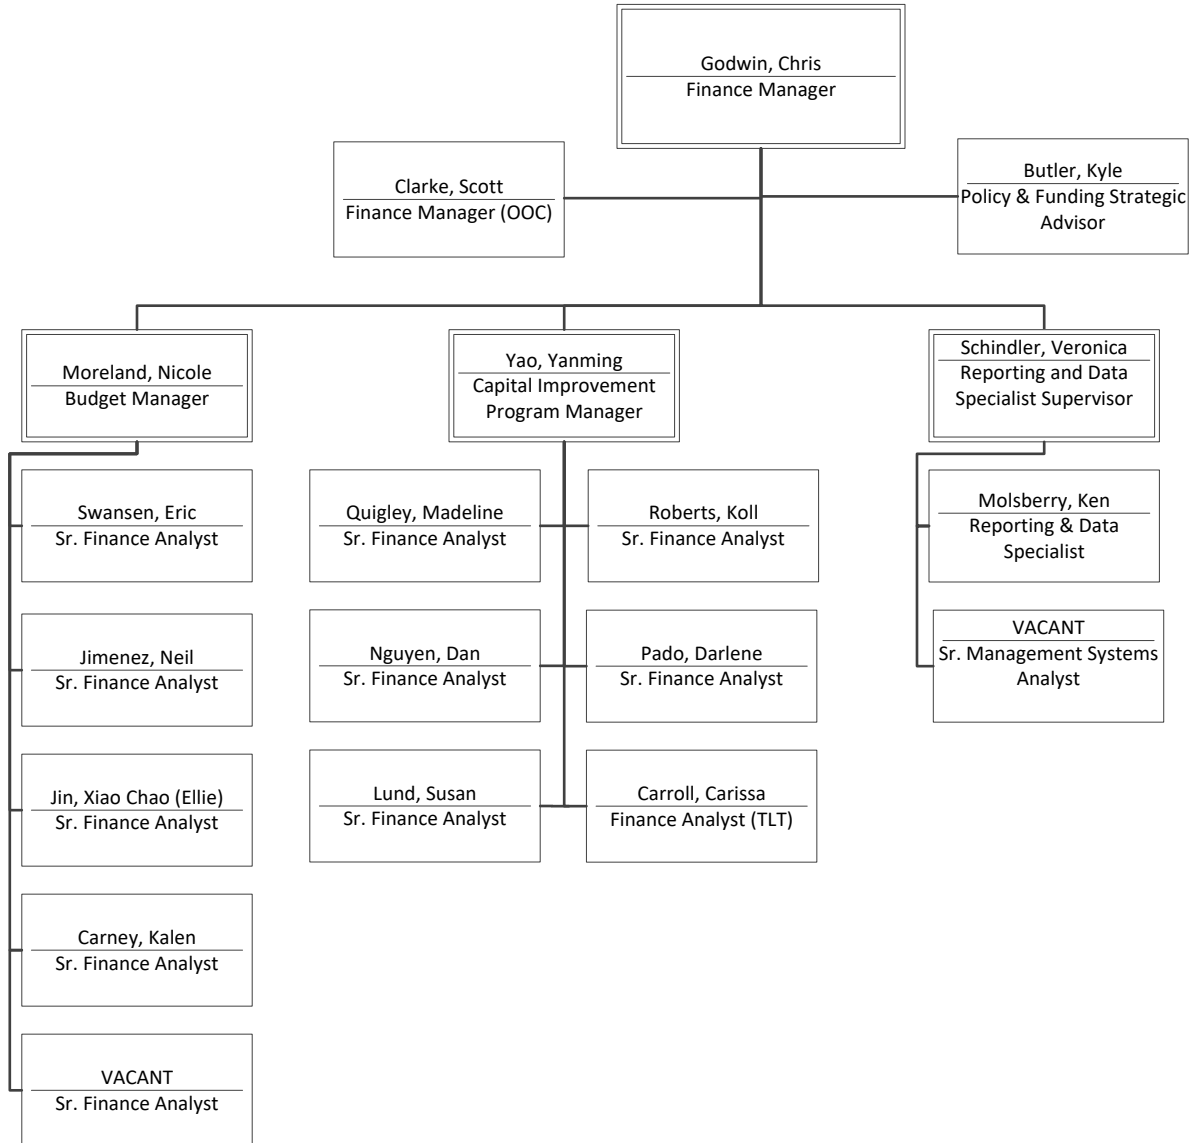 Godwin, Chris
Finance Manager
Clarke, Scott
Finance Manager (OOC)
Butler, Kyle
Policy & Funding Strategic
Advisor
Moreland, Nicole
Budget Manager
Yao, Yanming
Capital Improvement
Program Manager
Schindler, Veronica
Reporting and Data
Specialist Supervisor
Swansen, Eric
Sr. Finance Analyst
Quigley, Madeline
Sr. Finance Analyst
Roberts, Koll
Sr. Finance Analyst
Molsberry, Ken
Reporting & Data
Specialist
Jimenez, Neil
Sr. Finance Analyst
Nguyen, Dan
Sr. Finance Analyst
Pado, Darlene
Sr. Finance Analyst
VACANT
Sr. Management Systems
Analyst
Jin, Xiao Chao (Ellie)
Sr. Finance Analyst
Lund, Susan
Sr. Finance Analyst
Carroll, Carissa
Finance Analyst (TLT)
Carney, Kalen
Sr. Finance Analyst
VACANT
Sr. Finance Analyst